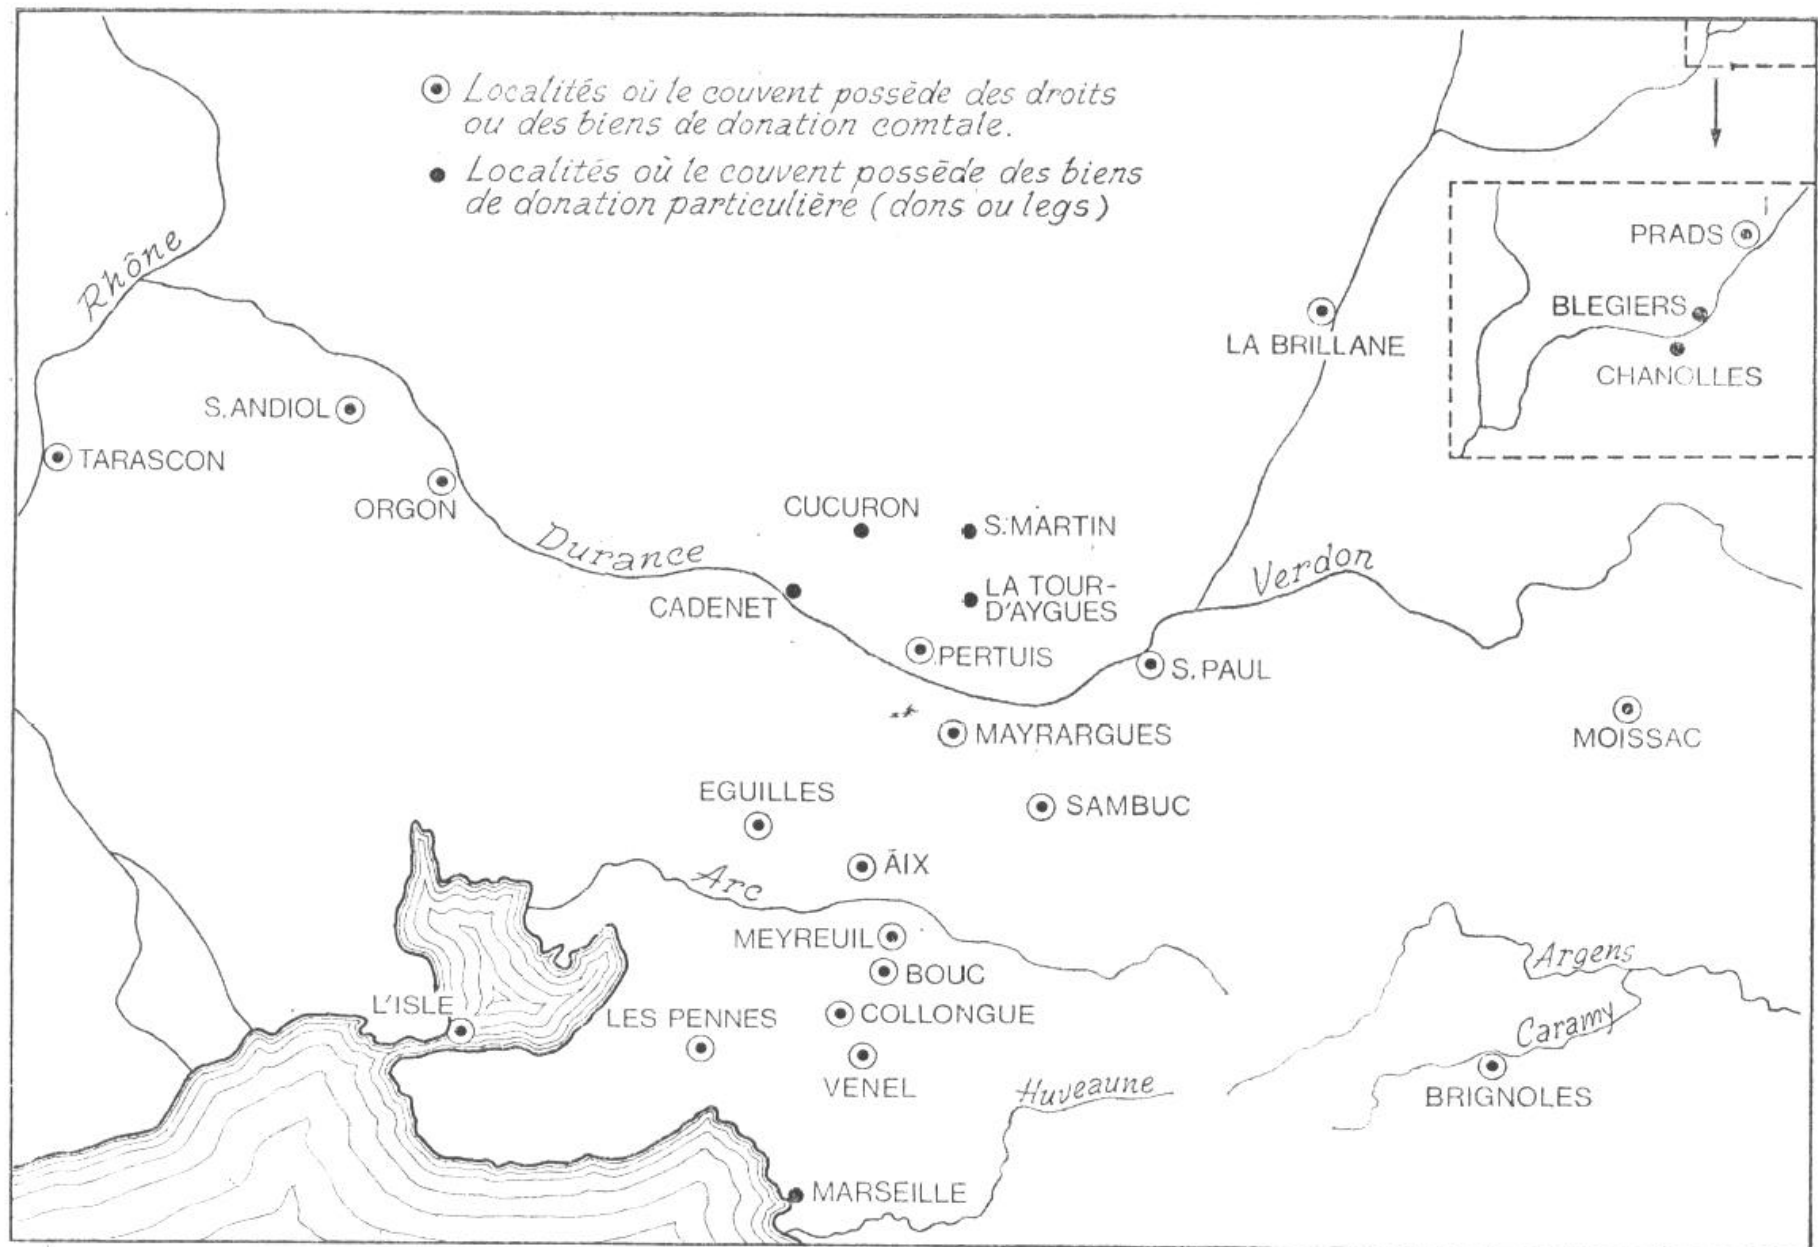 Localités où le couvent possède des droits
ou des biens de donation comtale.
Localités où le couvent possède des biens
de donation particulière (dons ou legs)
Rhône
PRADS
BLEGIERS
CHANOLLES
LA BRILLANE
S. ANDIOL
TARASCON
ORGON
CUCURON
S. MARTIN
Durance
Verdon
LA TOUR-
D'AYGUES
CADENET
PERTUIS
S. PAUL
MAYRARGUES
MOISSAC
EGUILLES
SAMBUC
AIX
Arc
MEYREUIL
BOUC
Argens
L'ISLE
LES PENNES
COLLONGUE
Caramy
VENEL
Huveaune
BRIGNOLES
MARSEILLE